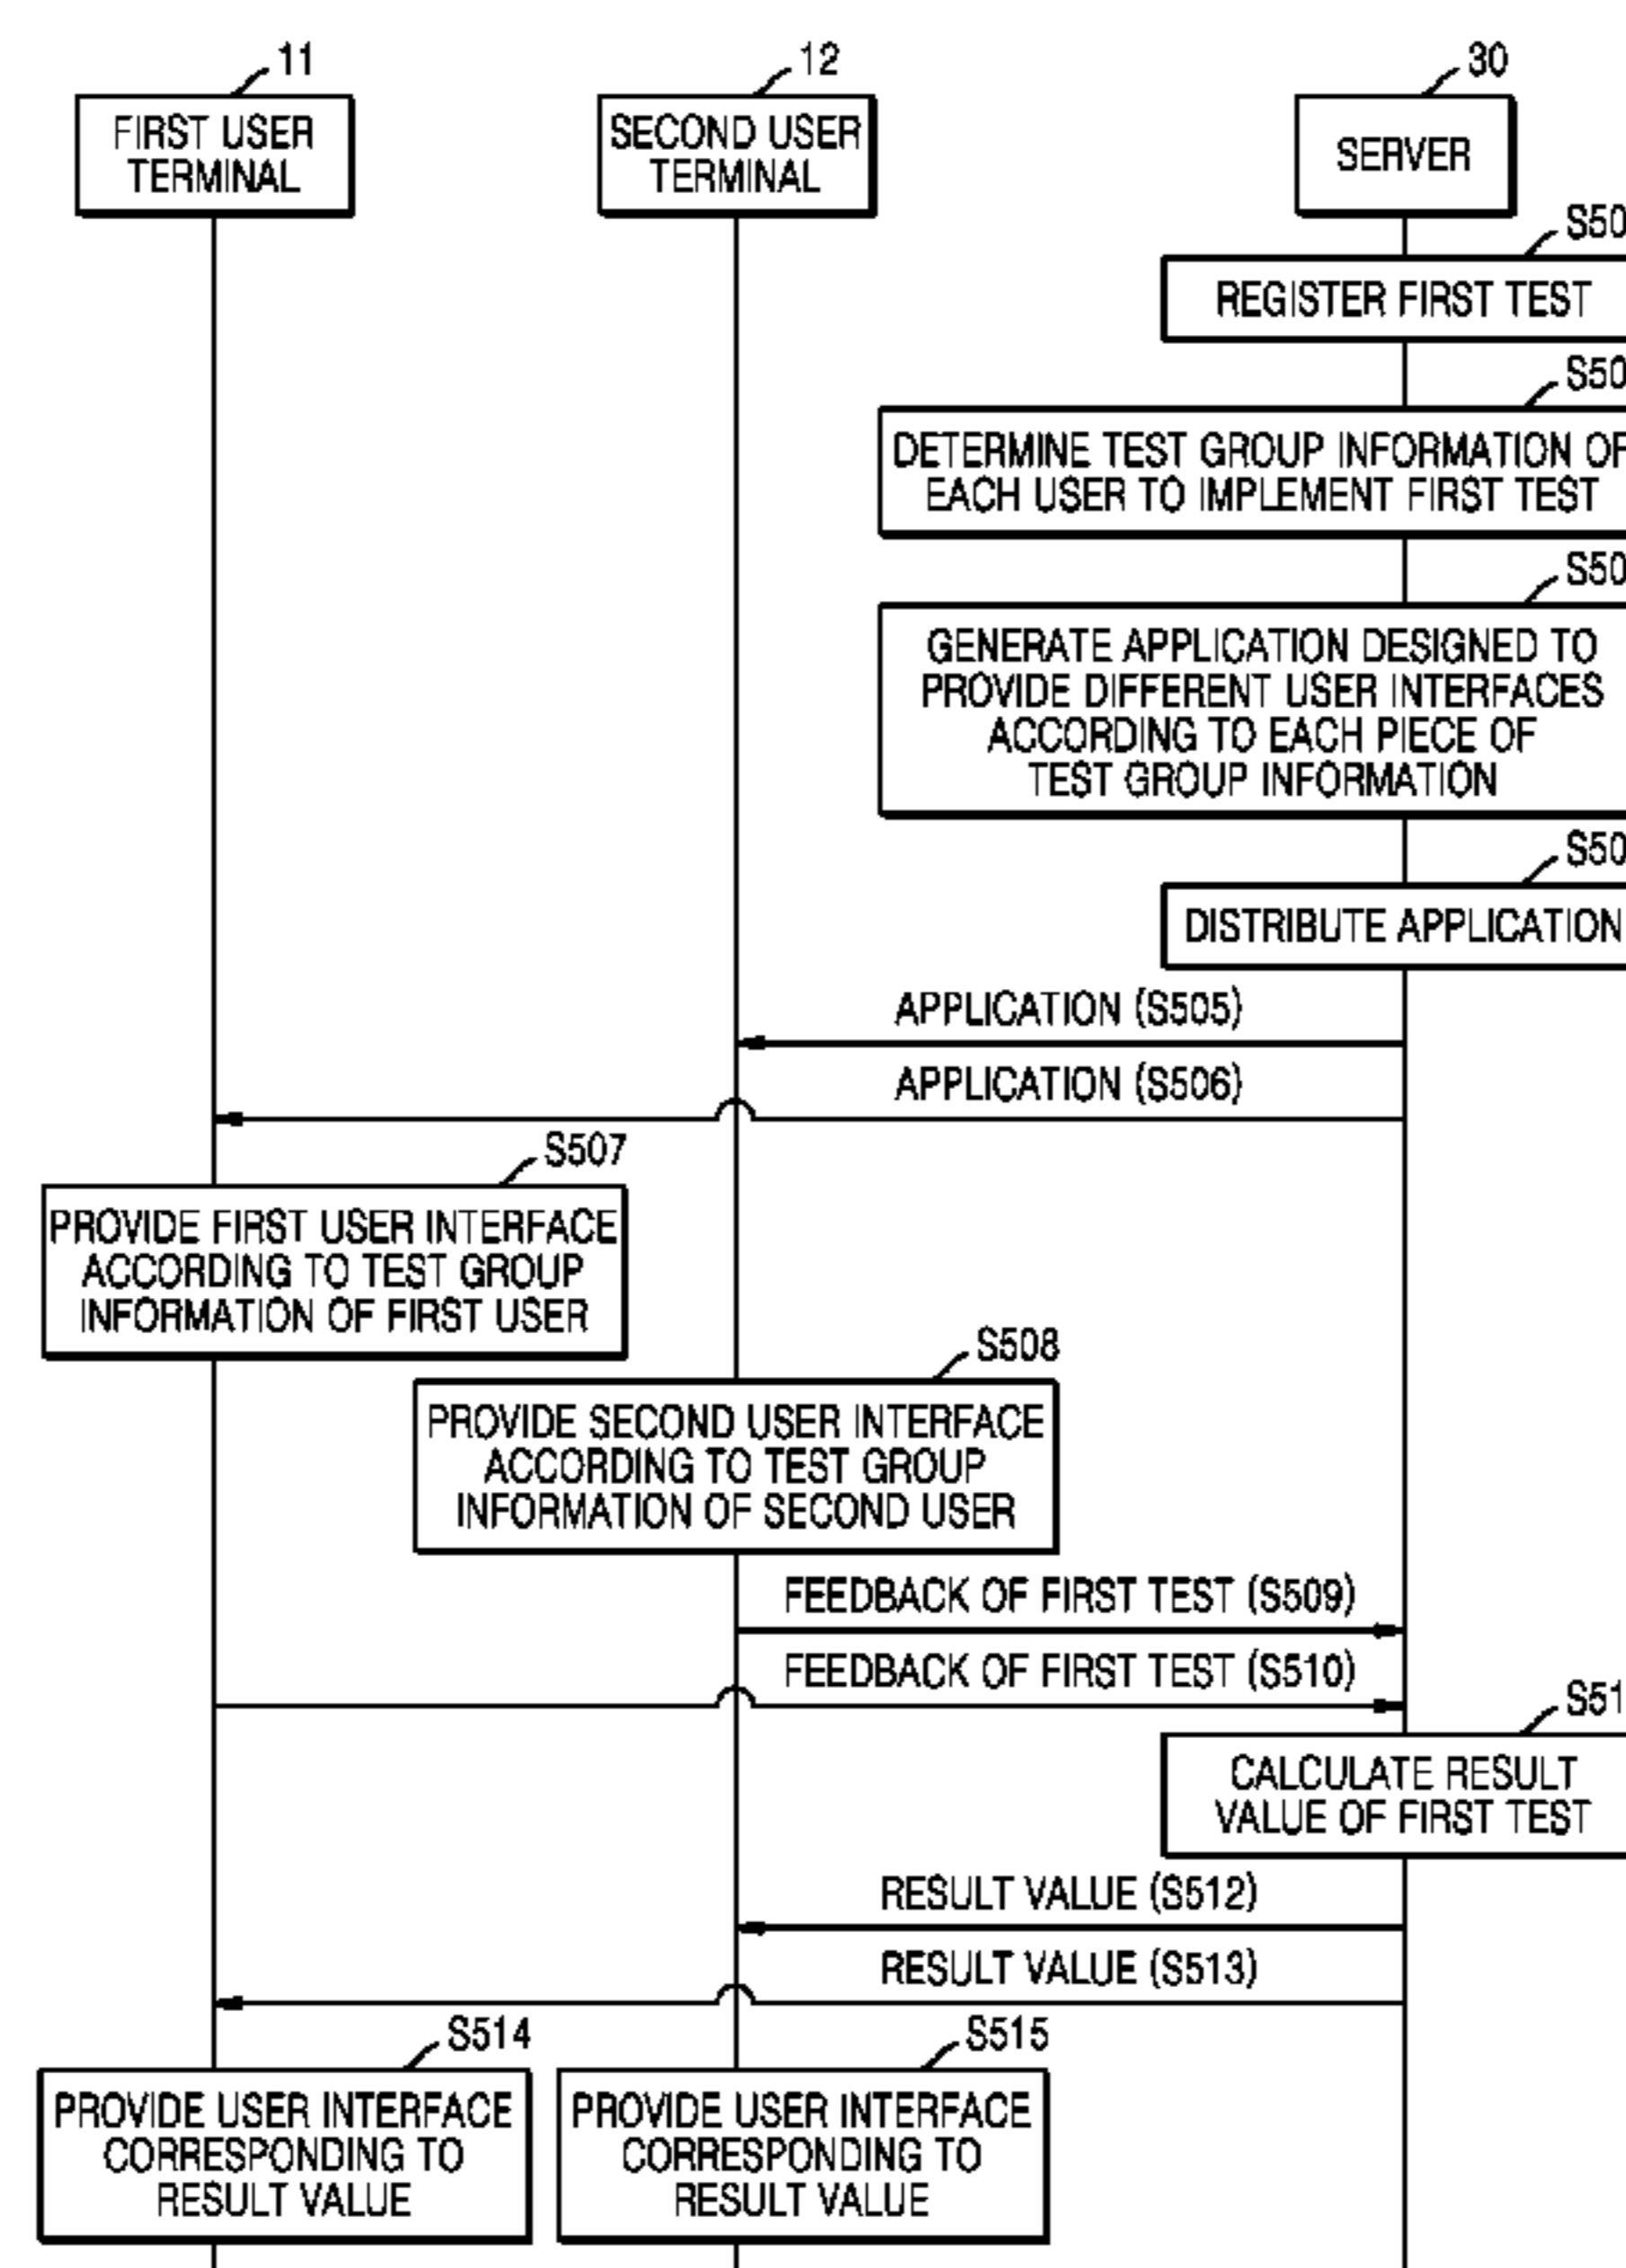 11
12
30
FIRST USER
TERMINAL
SECOND USER
TERMINAL
SERVER
S50
REGISTER FIRST TEST
S50
DETERMINE TEST GROUP INFORMATION OF
EACH USER TO IMPLEMENT FIRST TEST
S50
GENERATE APPLICATION DESIGNED TO
PROVIDE DIFFERENT USER INTERFACES
ACCORDING TO EACH PIECE OF
TEST GROUP INFORMATION
S50
DISTRIBUTE APPLICATION
APPLICATION (S505)
APPLICATION (S506)
S507
PROVIDE FIRST USER INTERFACE
ACCORDING TO TEST GROUP
INFORMATION OF FIRST USER
S508
PROVIDE SECOND USER INTERFACE
ACCORDING TO TEST GROUP
INFORMATION OF SECOND USER
FEEDBACK OF FIRST TEST (S509)
FEEDBACK OF FIRST TEST (S510)
S51
CALCULATE RESULT
VALUE OF FIRST TEST
RESULT VALUE (S512)
RESULT VALUE (S513)
S514
S515
PROVIDE USER INTERFACE
CORRESPONDING TO
RESULT VALUE
PROVIDE USER INTERFACE
CORRESPONDING TO
RESULT VALUE